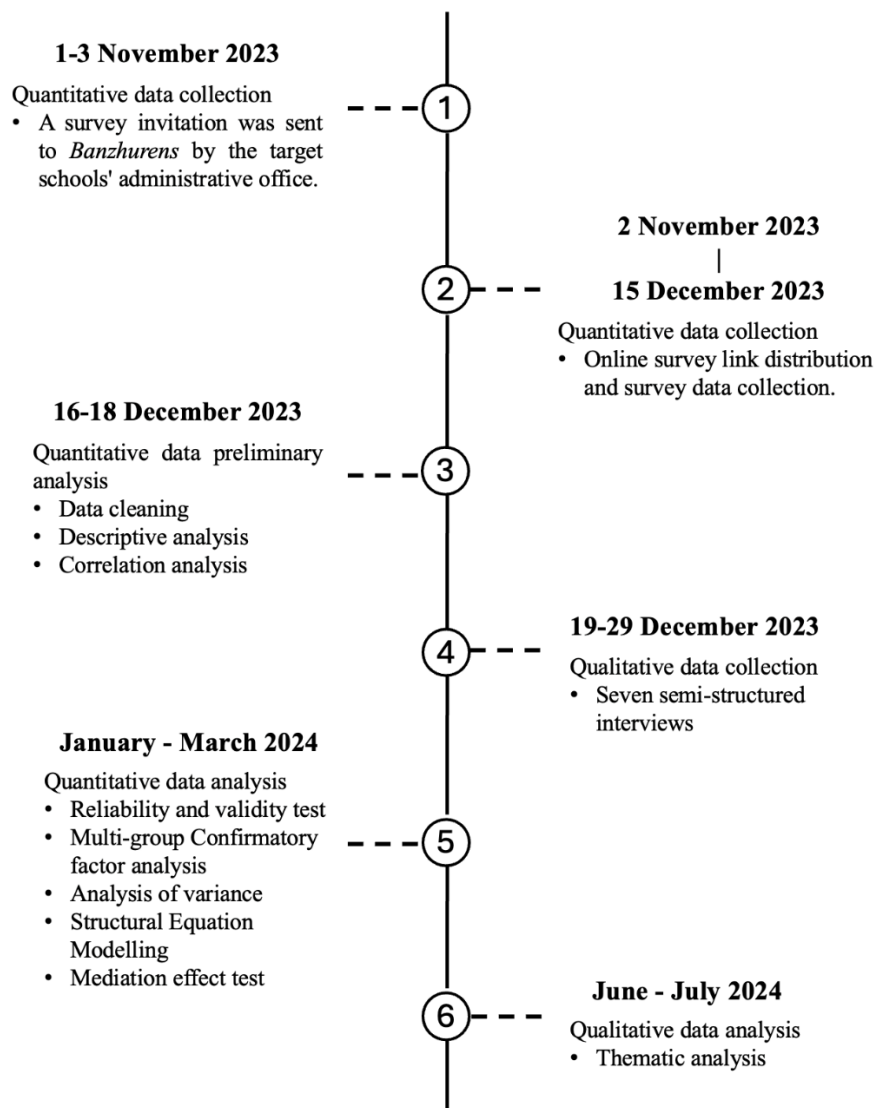 1-3 November 2023
Quantitative data collection
• A survey invitation was sent
to Banzhurens by the target
schools' administrative office.
1
2 November 2023
|
15 December 2023
2
Quantitative data collection
• Online survey link distribution
and survey data collection.
16-18 December 2023
Quantitative data preliminary
analysis
• Data cleaning
• Descriptive analysis
• Correlation analysis
3
19-29 December 2023
4
Qualitative data collection
• Seven semi-structured
interviews
January - March 2024
Quantitative data analysis
• Reliability and validity test
• Multi-group Confirmatory
factor analysis
• Analysis of variance
• Structural Equation
Modelling
• Mediation effect test
5
June - July 2024
6
Qualitative data analysis
• Thematic analysis